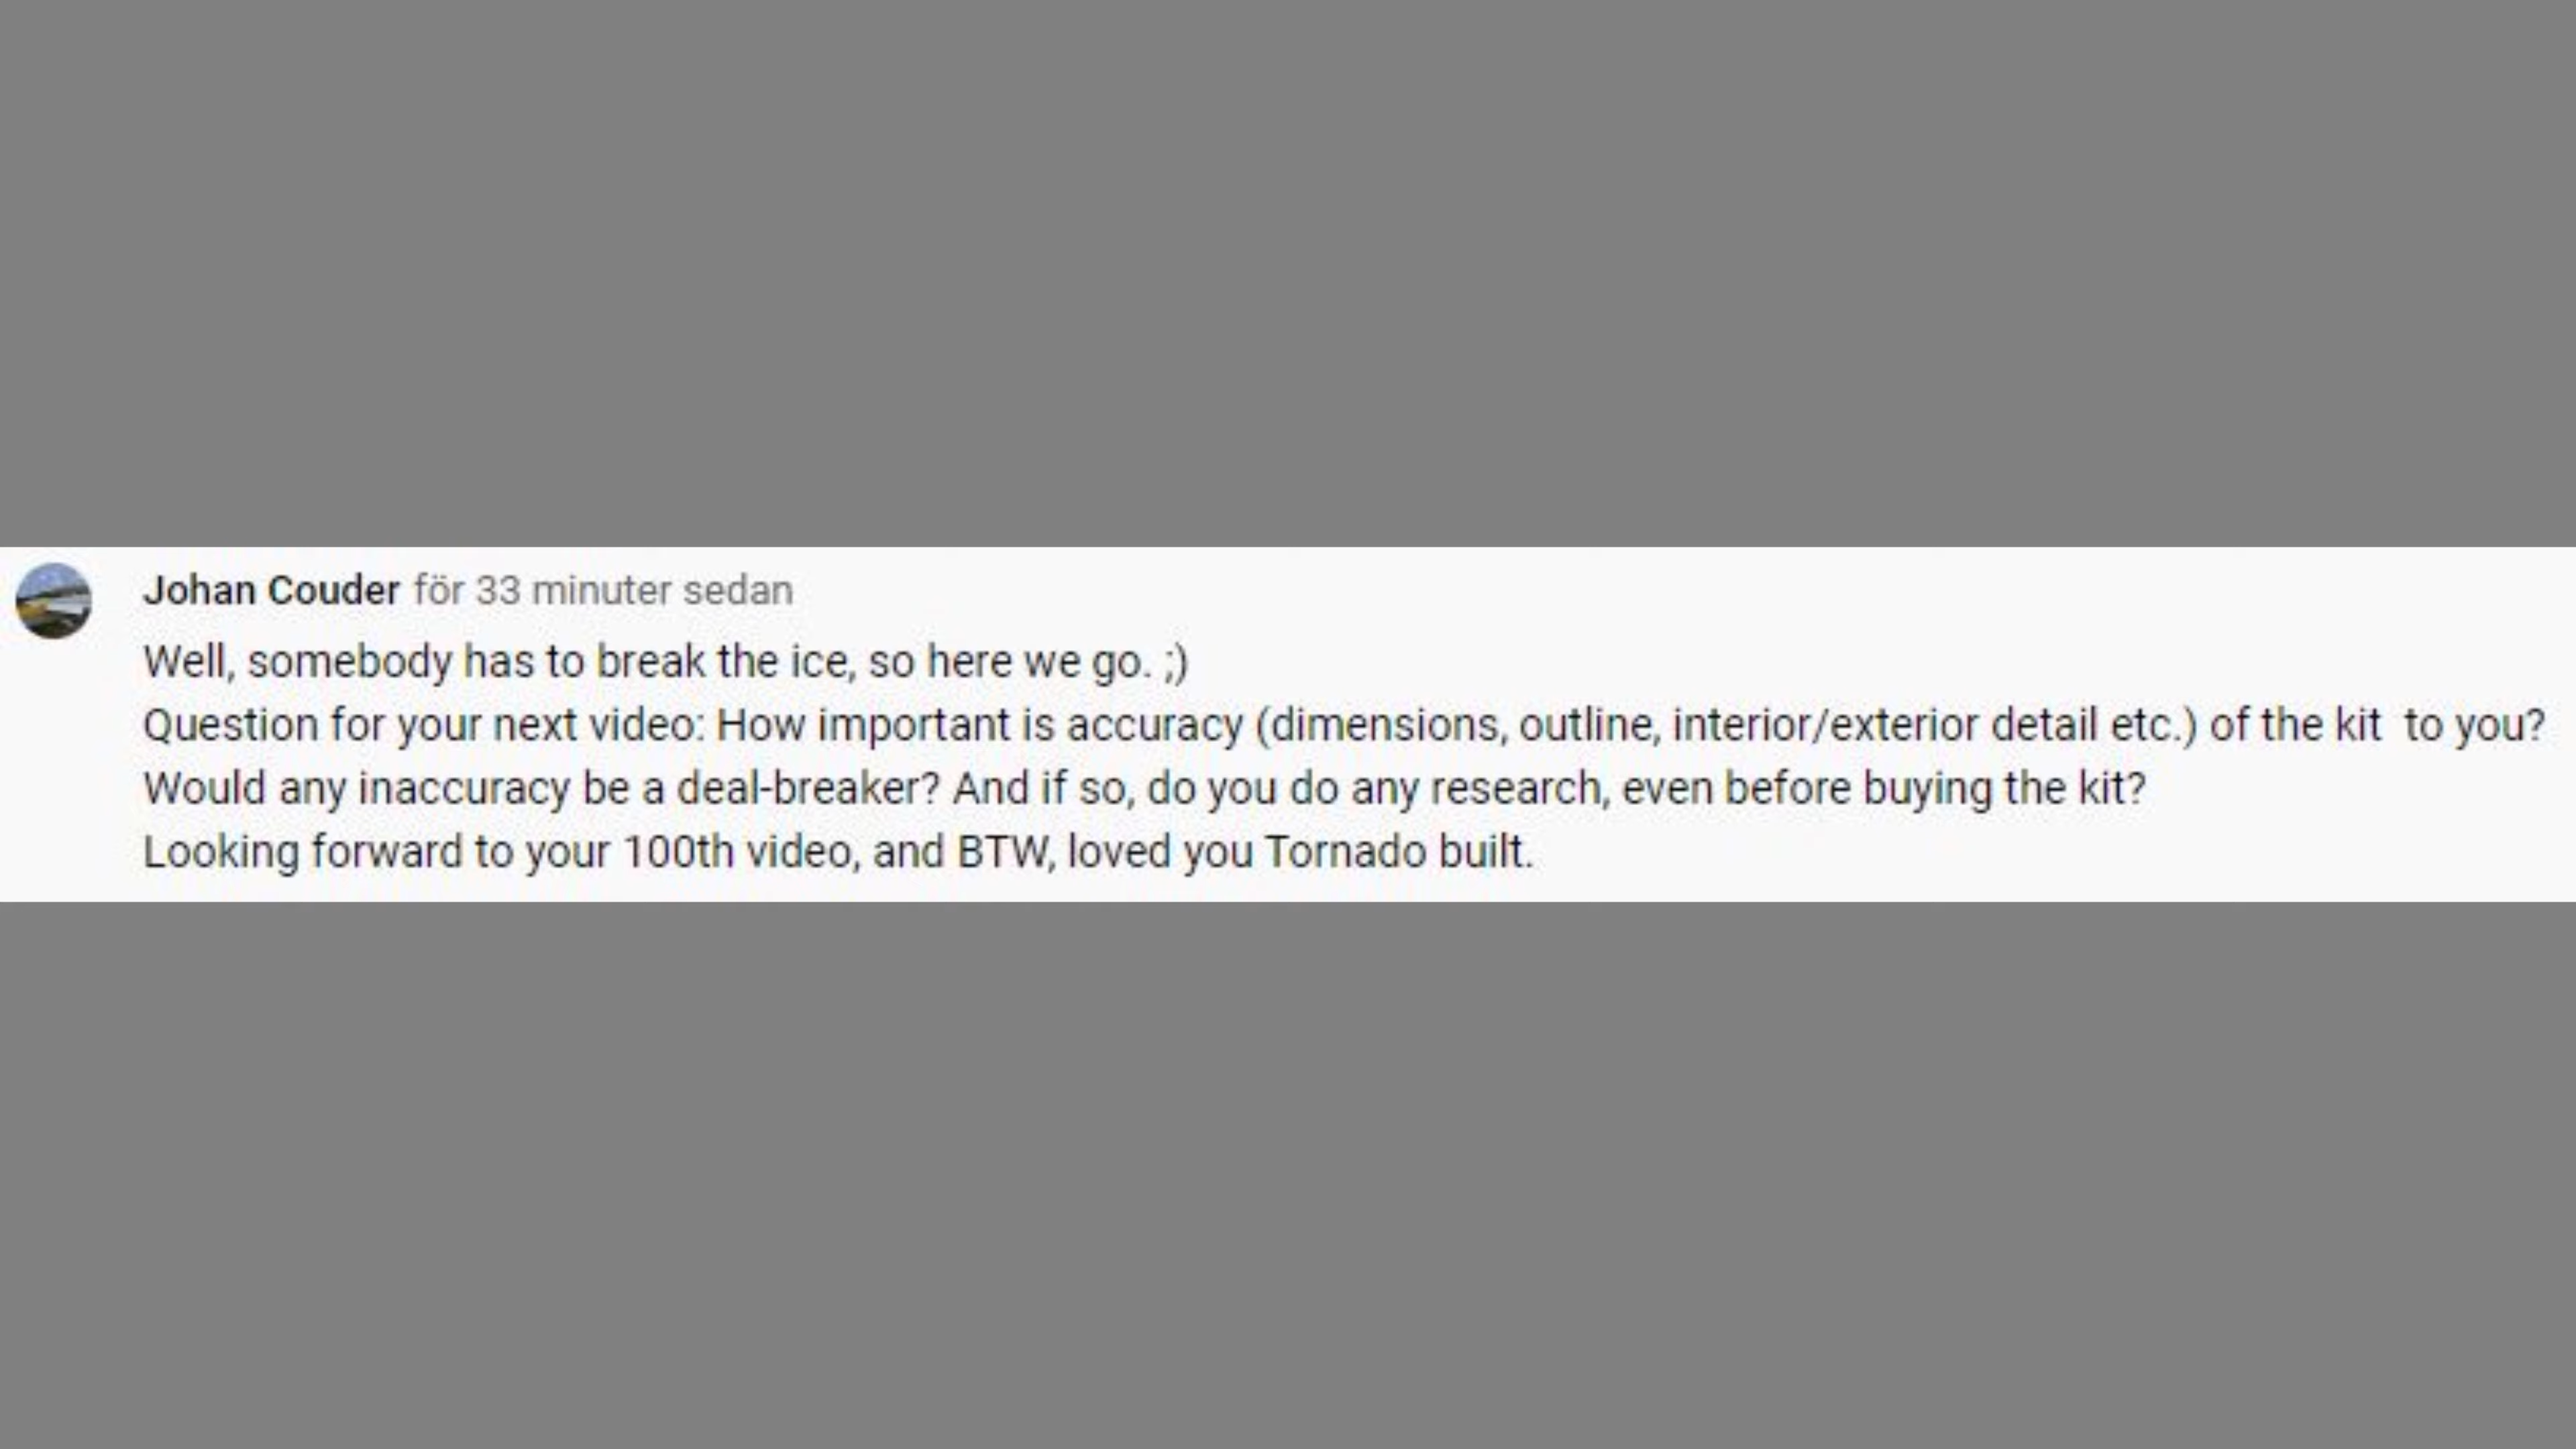 Johan Couder för 33 minuter sedan
Well, somebody has to break the ice, so here we go. ;)
Question for your next video: How important is accuracy (dimensions, outline, interior/exterior detail etc.) of the kit  to you?
Would any inaccuracy be a deal-breaker? And if so, do you do any research, even before buying the kit?
Looking forward to your 100th video, and BTW, loved you Tornado built.